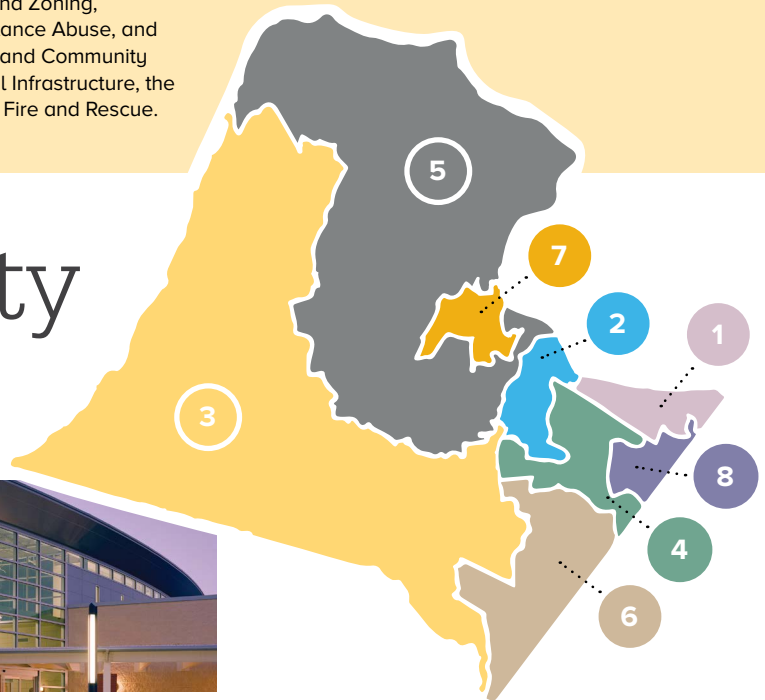 nd Zoning,
ance Abuse, and
and Community
l Infrastructure, the
Fire and Rescue.
ty
5
7
2
1
3
8
4
6